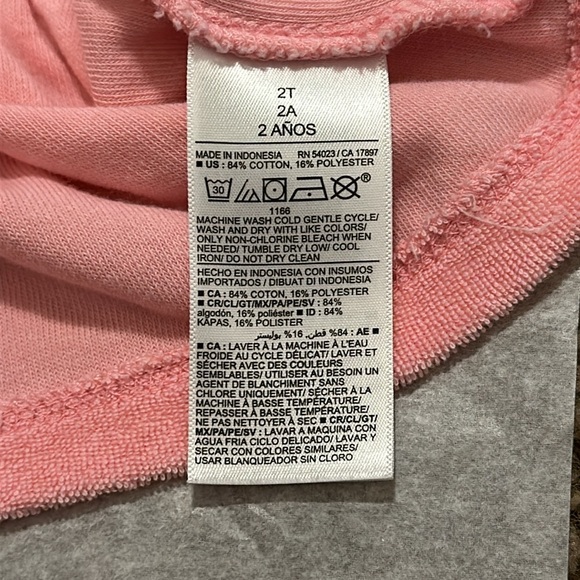 2T
2A
2 AÑOS
MADE IN INDONESIA RN 54023 / CA 17897
■ US : 84% COTTON, 16% POLYESTER
30 ®
1166
MACHINE WASH COLD GENTLE CYCLE/
WASH AND DRY WITH LIKE COLORS/
ONLY NON-CHLORINE BLEACH WHEN
NEEDED/ TUMBLE DRY LOW/ COOL
IRON/ DO NOT DRY CLEAN
HECHO EN INDONESIA CON INSUMOS
IMPORTADOS / DIBUAT DI INDONESIA
■ CA : 84% COTON, 16% POLYESTER
■ CR/CL/GT/MX/PA/PE/SV : 84%
algodón, 16% poliéster ■ ID : 84%
KAPAS, 16% POLISTER
■ AE : 84% قطن, 16% بوليستر
■ CA : LAVER À LA MACHINE À L'EAU
FROIDE AU CYCLE DÉLICAT/ LAVER ET
SÉCHER AVEC DES COULEURS
SEMBLABLES/ UTILISER AU BESOIN UN
AGENT DE BLANCHIMENT SANS
CHLORE UNIQUEMENT/ SÉCHER À LA
MACHINE À BASSE TEMPÉRATURE/
REPASSER À BASSE TEMPÉRATURE/
NE PAS NETTOYER À SEC ■ CR/CL/GT/
MX/PA/PE/SV : LAVAR A MAQUINA CON
AGUA FRIA CICLO DELICADO/ LAVAR Y
SECAR CON COLORES SIMILARES/
USAR BLANQUEADOR SIN CLORO